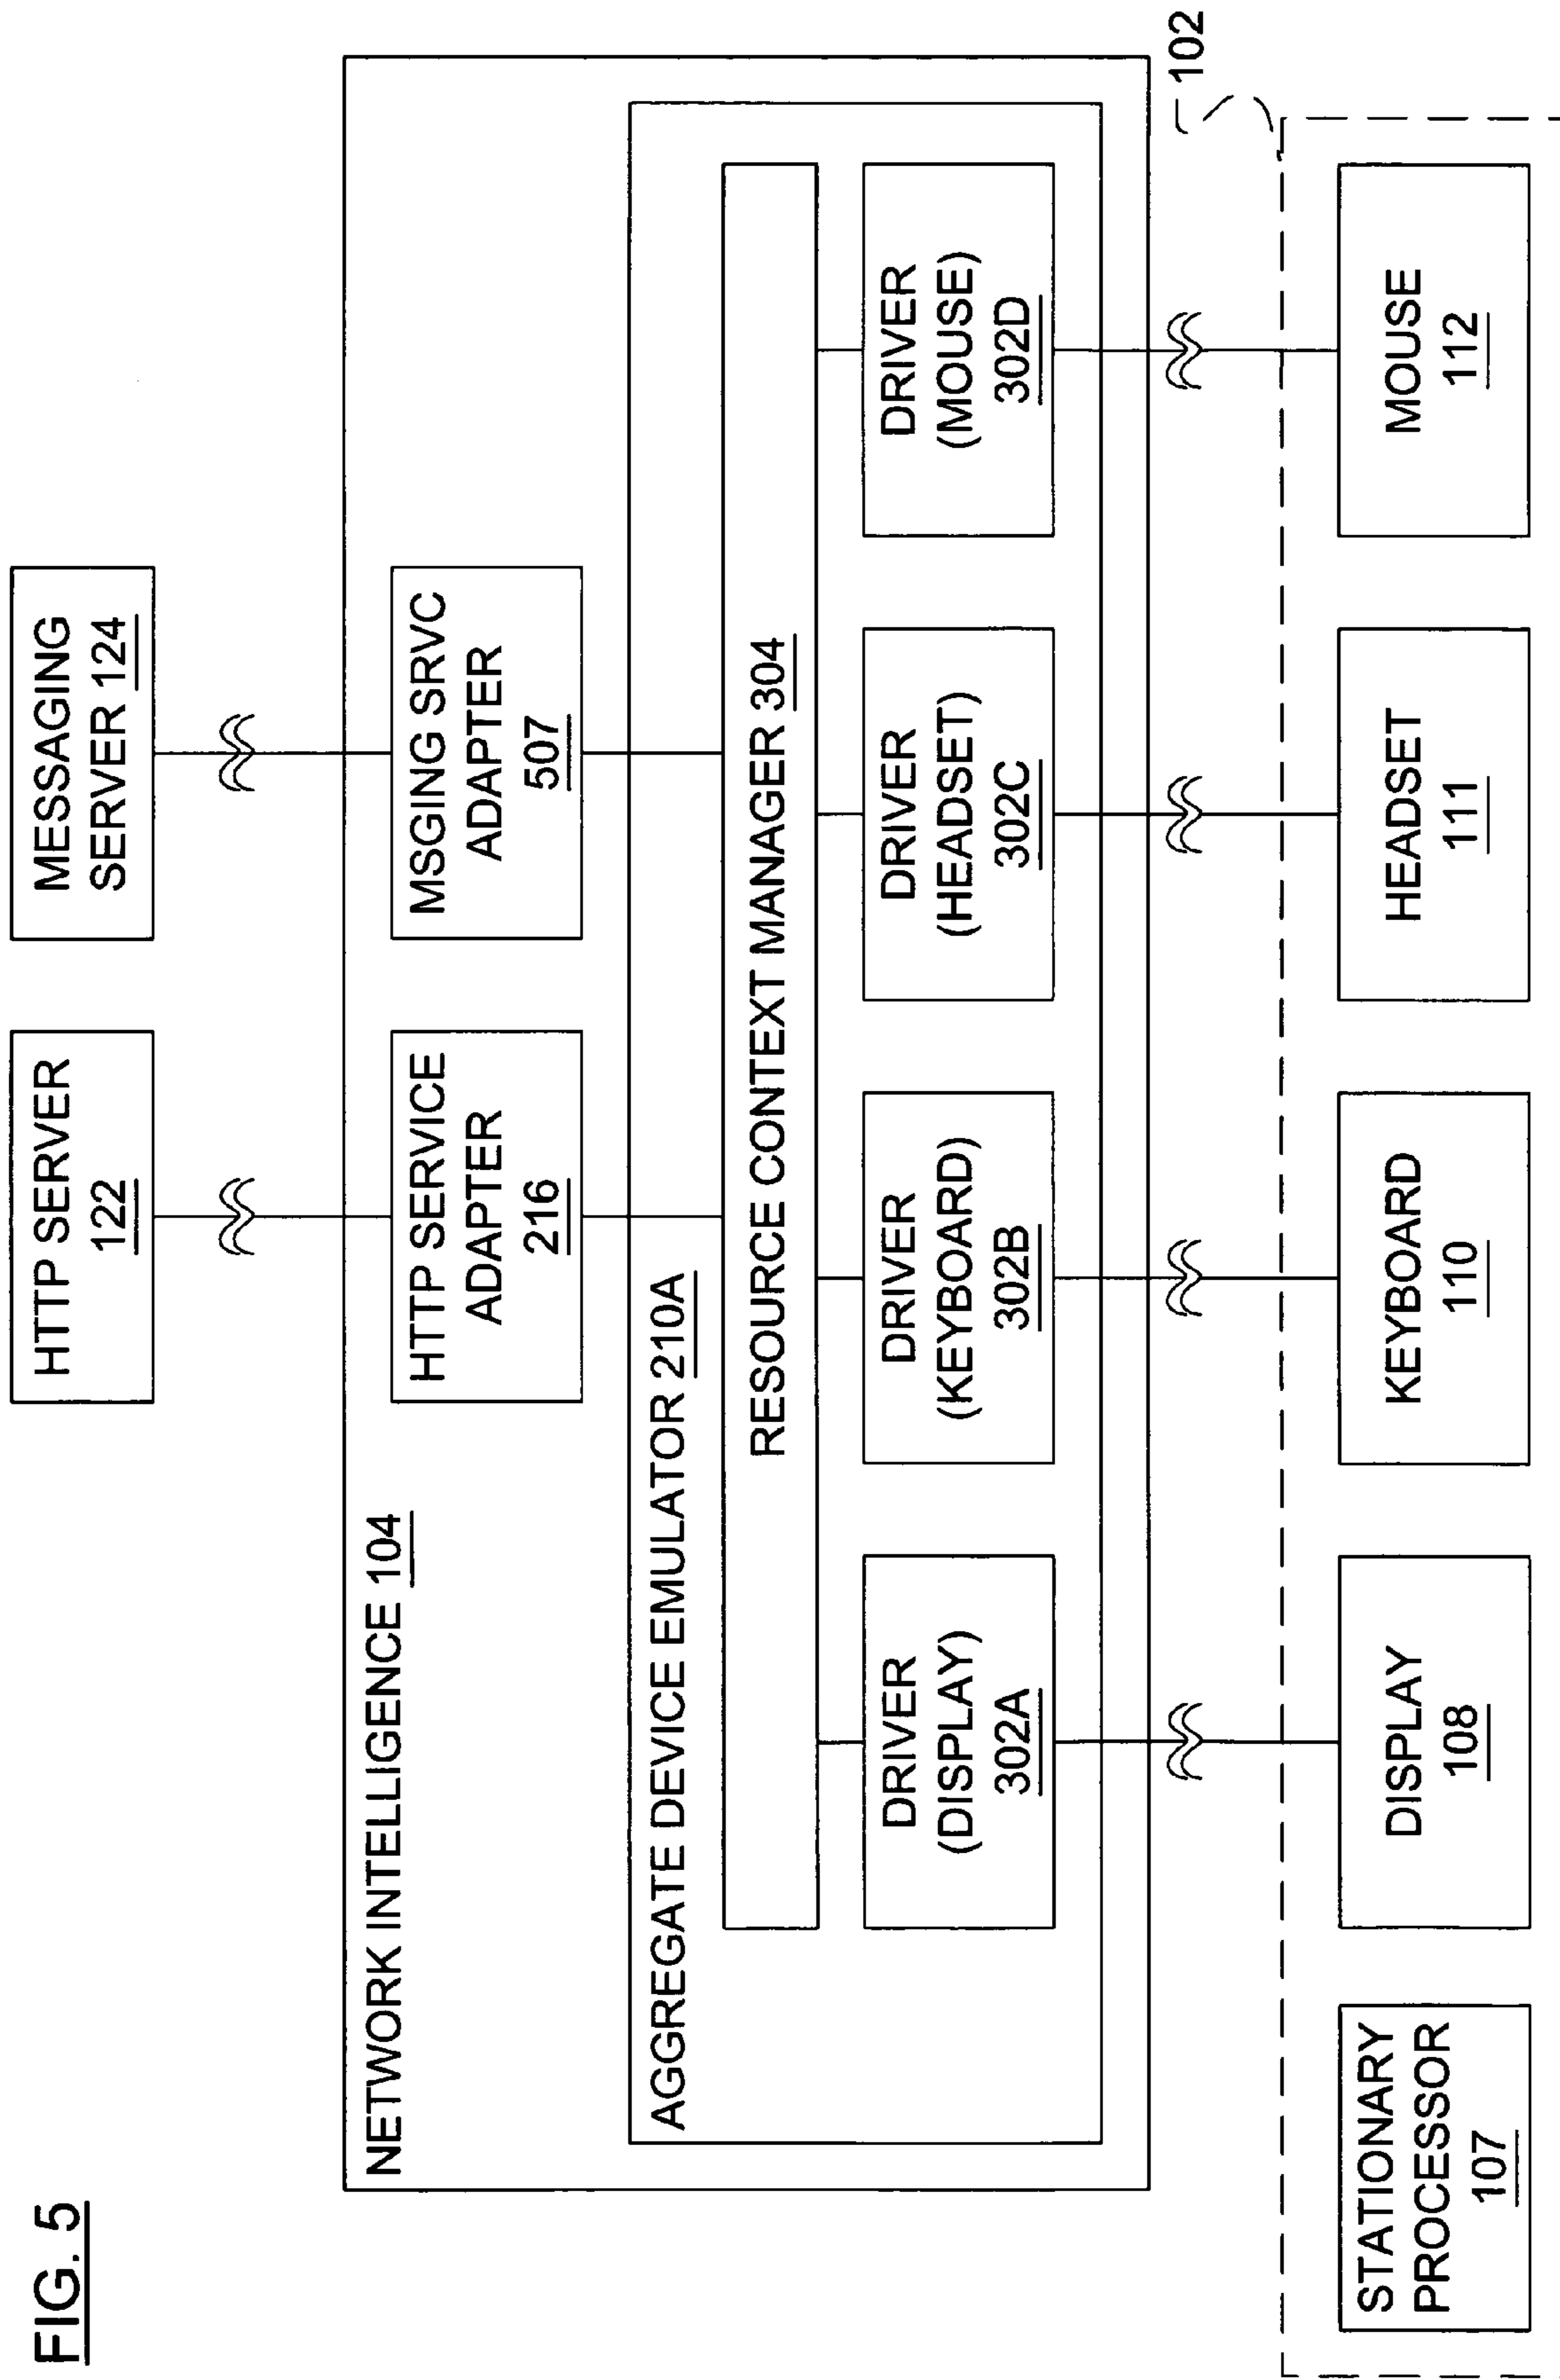 FIG. 5
HTTP SERVER
122
MESSAGING
SERVER 124
NETWORK INTELLIGENCE 104
HTTP SERVICE
ADAPTER
216
MSGING SRVC
ADAPTER
507
AGGREGATE DEVICE EMULATOR 210A
RESOURCE CONTEXT MANAGER 304
DRIVER
(DISPLAY)
302A
DRIVER
(KEYBOARD)
302B
DRIVER
(HEADSET)
302C
DRIVER
(MOUSE)
302D
102
STATIONARY
PROCESSOR
107
DISPLAY
108
KEYBOARD
110
HEADSET
111
MOUSE
112